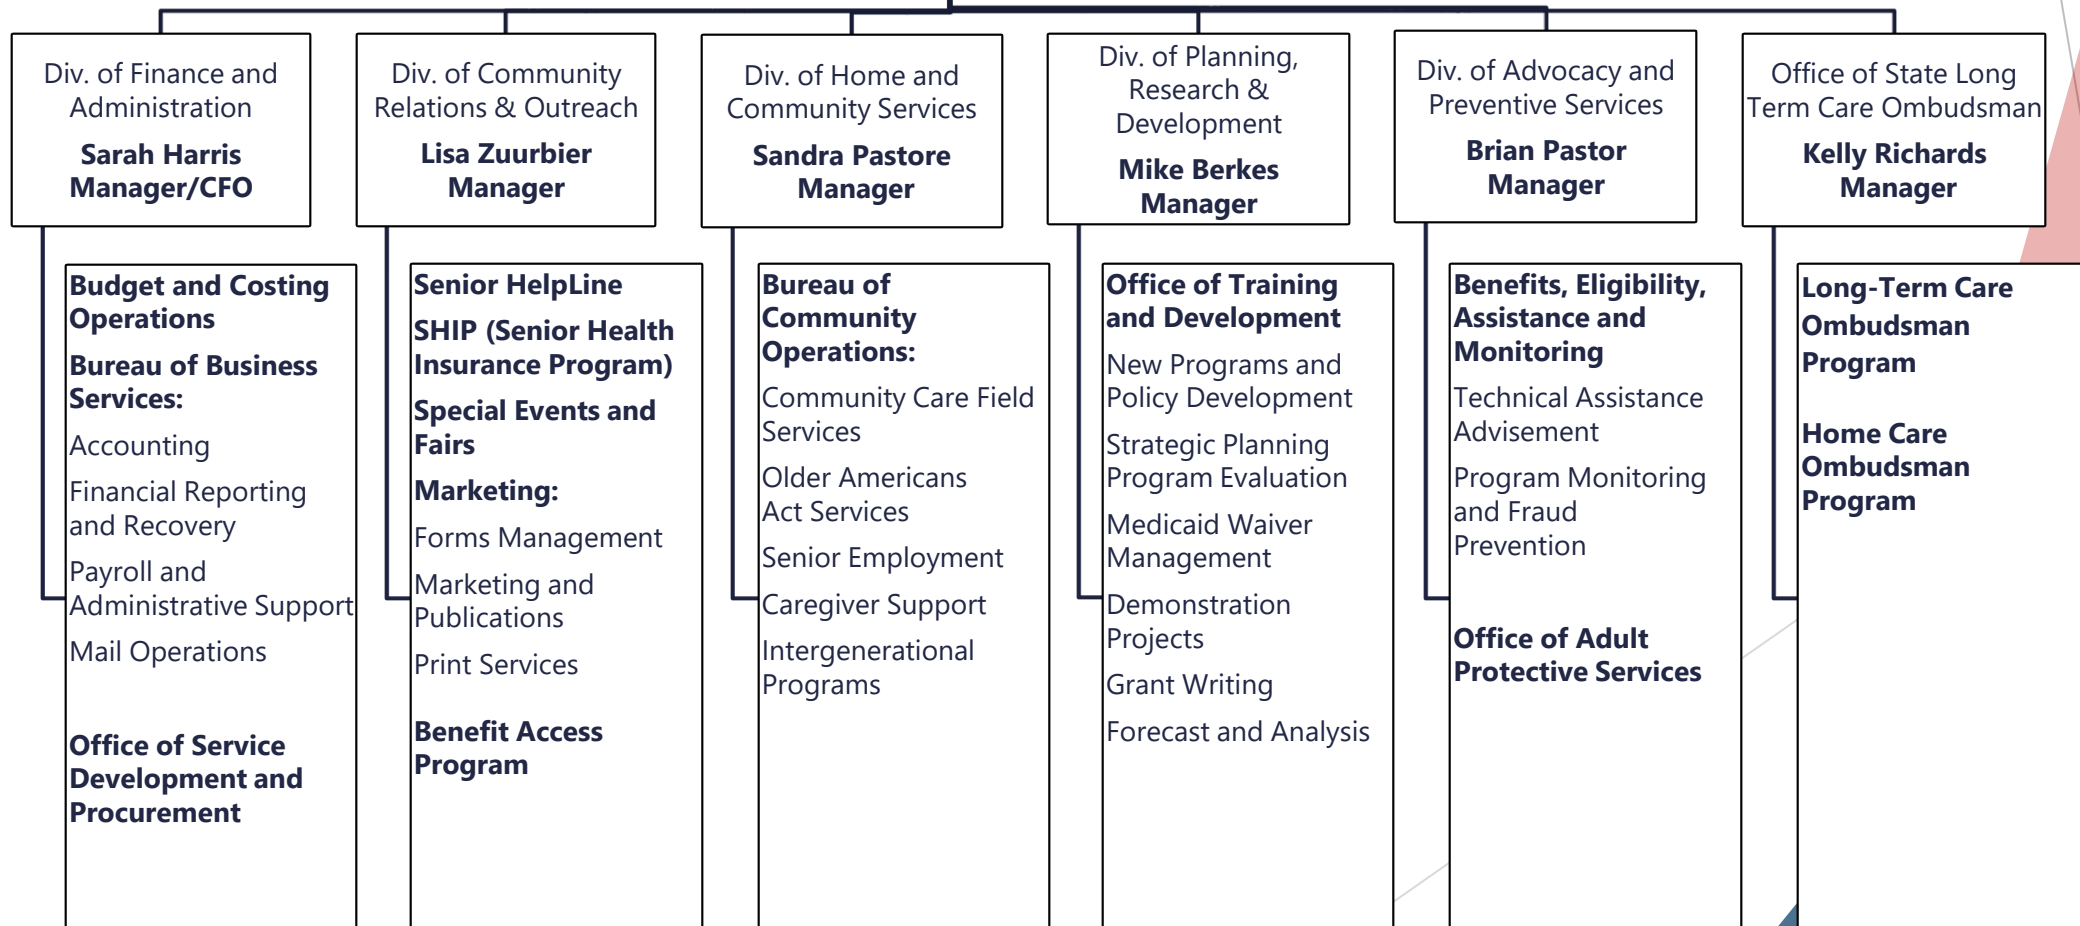 Div. of Finance and
Administration
Sarah Harris
Manager/CFO
Div. of Community
Relations & Outreach
Lisa Zuurbier
Manager
Div. of Home and
Community Services
Sandra Pastore
Manager
Div. of Planning,
Research &
Development
Mike Berkes
Manager
Div. of Advocacy and
Preventive Services
Brian Pastor
Manager
Office of State Long
Term Care Ombudsman
Kelly Richards
Manager
Budget and Costing
Operations
Bureau of Business
Services:
Accounting
Financial Reporting
and Recovery
Payroll and
Administrative Support
Mail Operations
Office of Service
Development and
Procurement
Senior HelpLine
SHIP (Senior Health
Insurance Program)
Special Events and
Fairs
Marketing:
Forms Management
Marketing and
Publications
Print Services
Benefit Access
Program
Bureau of
Community
Operations:
Community Care Field
Services
Older Americans
Act Services
Senior Employment
Caregiver Support
Intergenerational
Programs
Office of Training
and Development
New Programs and
Policy Development
Strategic Planning
Program Evaluation
Medicaid Waiver
Management
Demonstration
Projects
Grant Writing
Forecast and Analysis
Benefits, Eligibility,
Assistance and
Monitoring
Technical Assistance
Advisement
Program Monitoring
and Fraud
Prevention
Office of Adult
Protective Services
Long-Term Care
Ombudsman
Program
Home Care
Ombudsman
Program